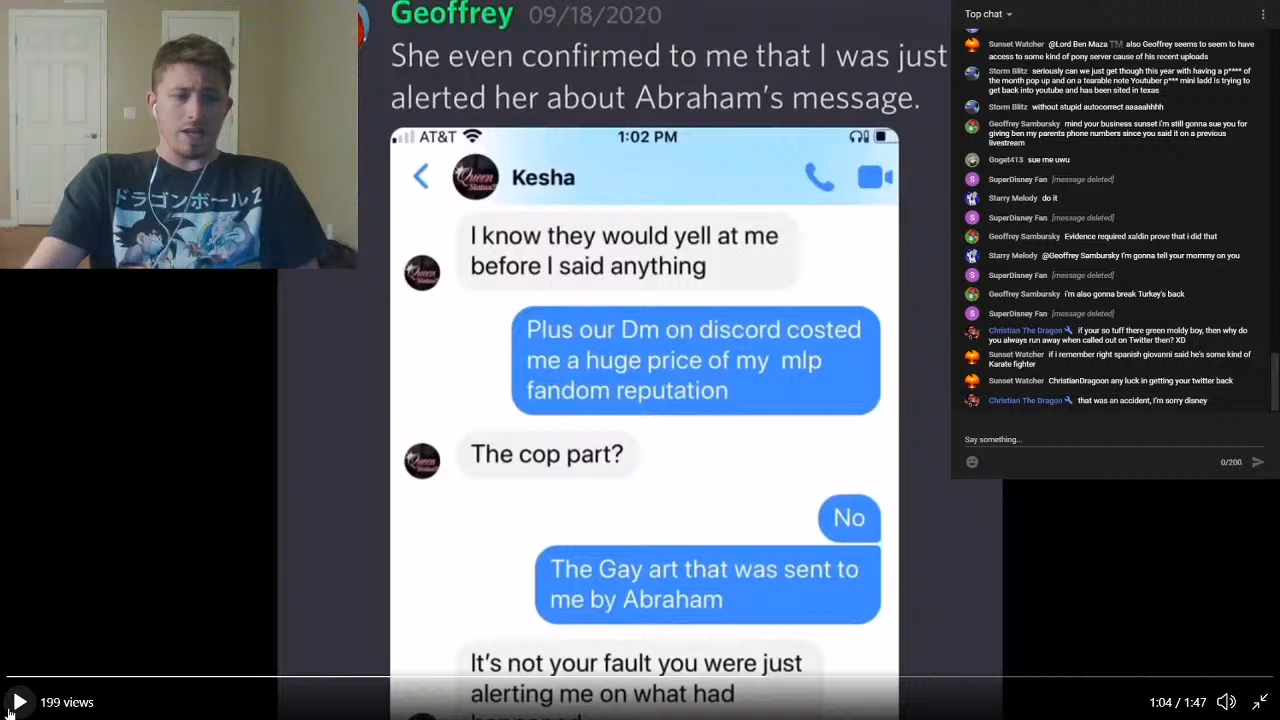 Geoffrey 09/18/2020
She even confirmed to me that I was just
alerted her about Abraham's message.
AT&T 1:02 PM
Kesha
I know they would yell at me
before I said anything
Plus our Dm on discord costed
me a huge price of my mlp
fandom reputation
The cop part?
No
The Gay art that was sent to
me by Abraham
It's not your fault you were just
alerting me on what had
ドラゴンボールZ
Top chat
Sunset Watcher @Lord Ben Maza TM also Geoffrey seems to seem to have
access to some kind of pony server cause of his recent uploads
Storm Blitz seriously can we just get though this year with having a p**** of
the month pop up and on a tearable note Youtuber p*** mini ladd is trying to
get back into youtube and has been sited in texas
Storm Blitz without stupid autocorrect aaaaahhhh
Geoffrey Sambursky mind your business sunset i'm still gonna sue you for
giving ben my parents phone numbers since you said it on a previous
livestream
Goget413 sue me uwu
SuperDisney Fan [message deleted]
Starry Melody do it
SuperDisney Fan [message deleted]
Geoffrey Sambursky Evidence required xaldin prove that i did that
Starry Melody @Geoffrey Sambursky I'm gonna tell your mommy on you
SuperDisney Fan [message deleted]
Geoffrey Sambursky i'm also gonna break Turkey's back
SuperDisney Fan [message deleted]
Christian The Dragon if your so tuff there green moldy boy, then why do
you always run away when called out on Twitter then? XD
Sunset Watcher if i remember right spanish giovanni said he's some kind of
Karate fighter
Sunset Watcher ChristianDragoon any luck in getting your twitter back
Christian The Dragon that was an accident, I'm sorry disney
Say something...
0/200
199 views
1:04 / 1:47